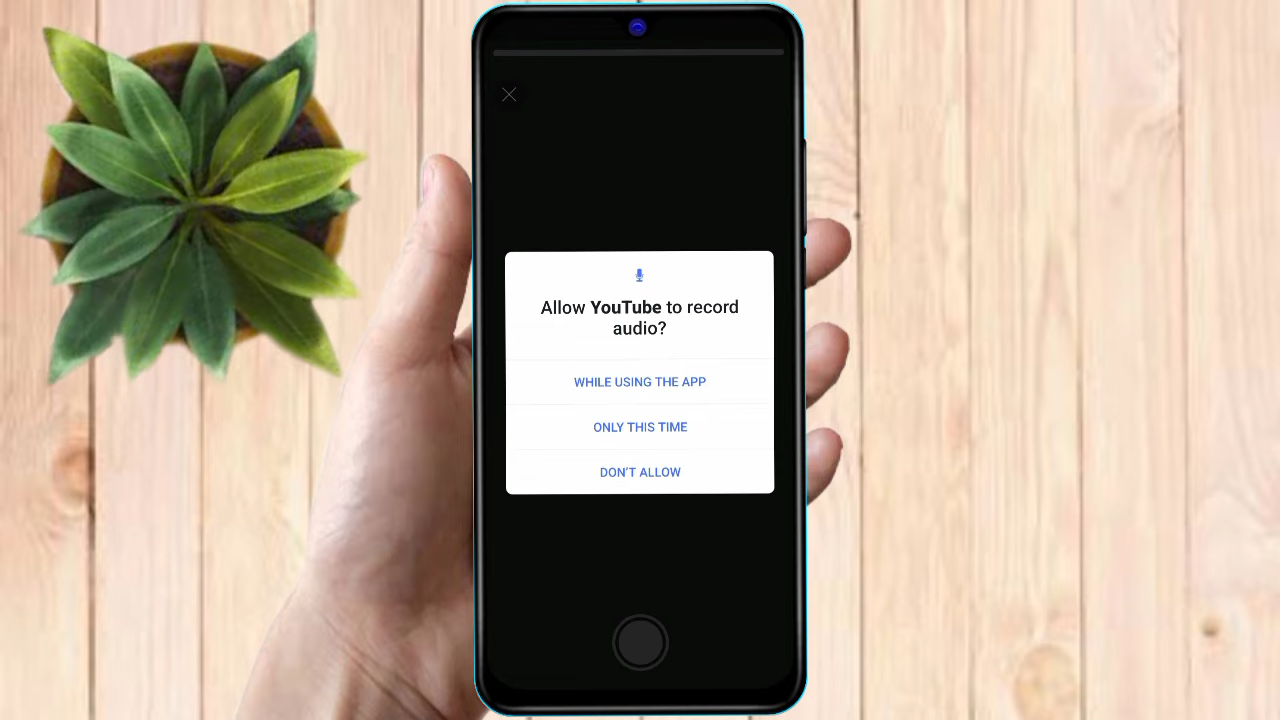 Allow YouTube to record
audio?
WHILE USING THE APP
ONLY THIS TIME
DON'T ALLOW